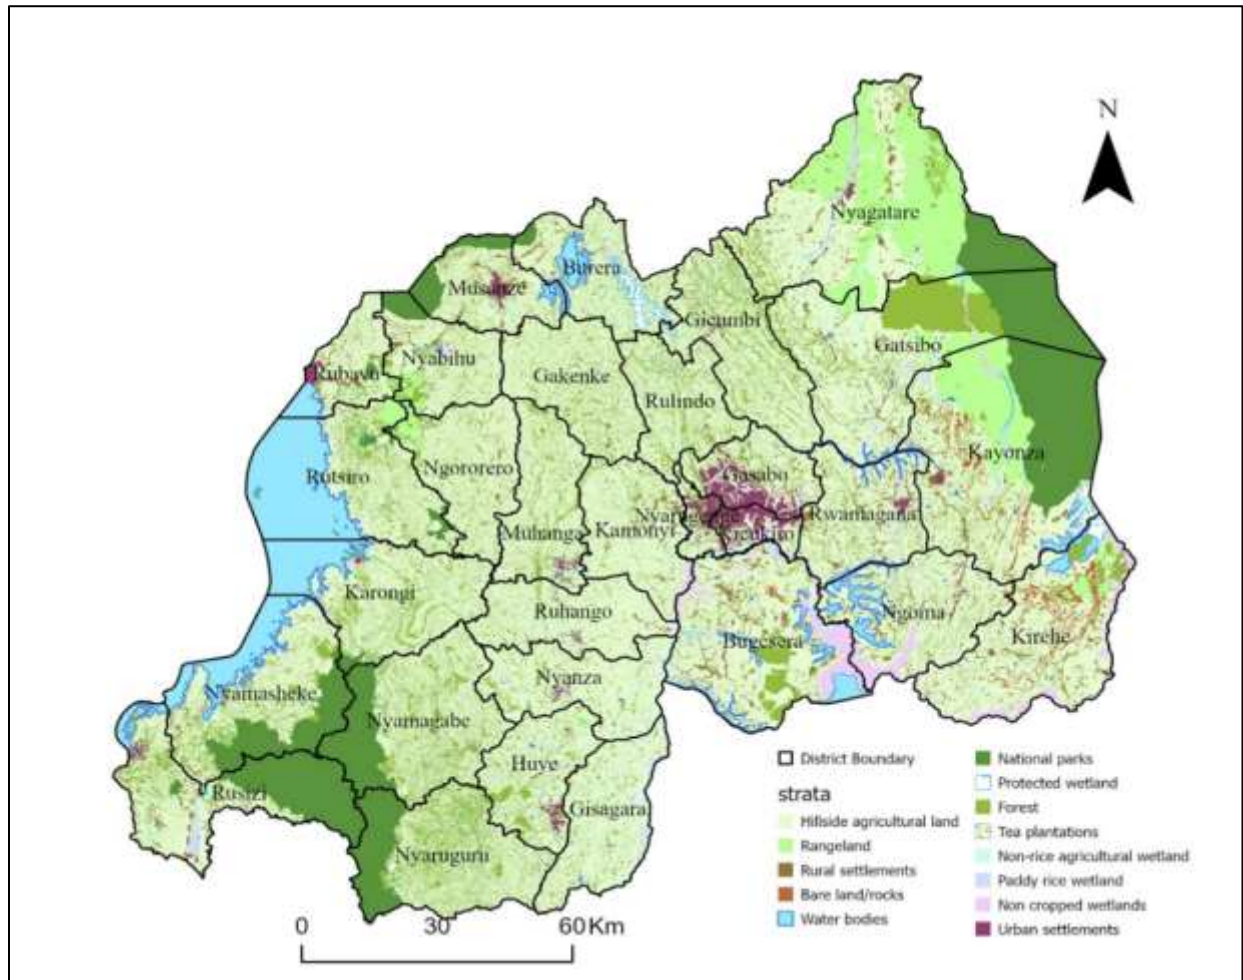 N
Nyagatare
Burera
Musanze
Gicumbi
Gatsibo
Nyabihu
Rubavu
Gakenke
Rulindo
Kayonza
Gasabo
Ngororero
Rutsiro
Rwamagana
Muhanga
Kamonyi
Kicukiro
Karongi
Ruhango
Ngoma
Kirehe
Bugesera
Nyanza
Nyamasheke
Nyamagabe
Huye
Rusizi
Gisagara
Nyaruguru
District Boundary
strata
Hillside agricultural land
Rangeland
Rural settlements
Bare land/rocks
Water bodies
National parks
Protected wetland
Forest
Tea plantations
Non-rice agricultural wetland
Paddy rice wetland
Non cropped wetlands
Urban settlements
0 30 60 Km